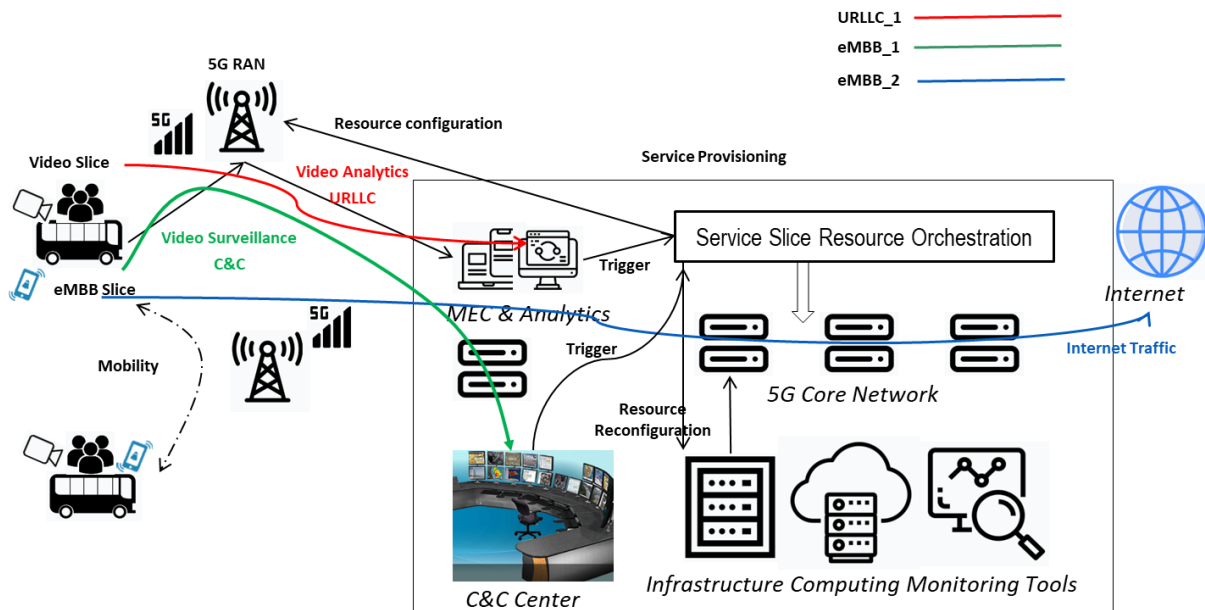 URLLC_1
eMBB_1
eMBB_2
5G RAN
5G
Resource configuration
Service Provisioning
Video Slice
Video Analytics
URLLC
Service Slice Resource Orchestration
Video Surveillance
C&C
Trigger
eMBB Slice
Internet
MEC & Analytics
5G
Trigger
Internet Traffic
Mobility
5G Core Network
Resource
Reconfiguration
Infrastructure Computing Monitoring Tools
C&C Center